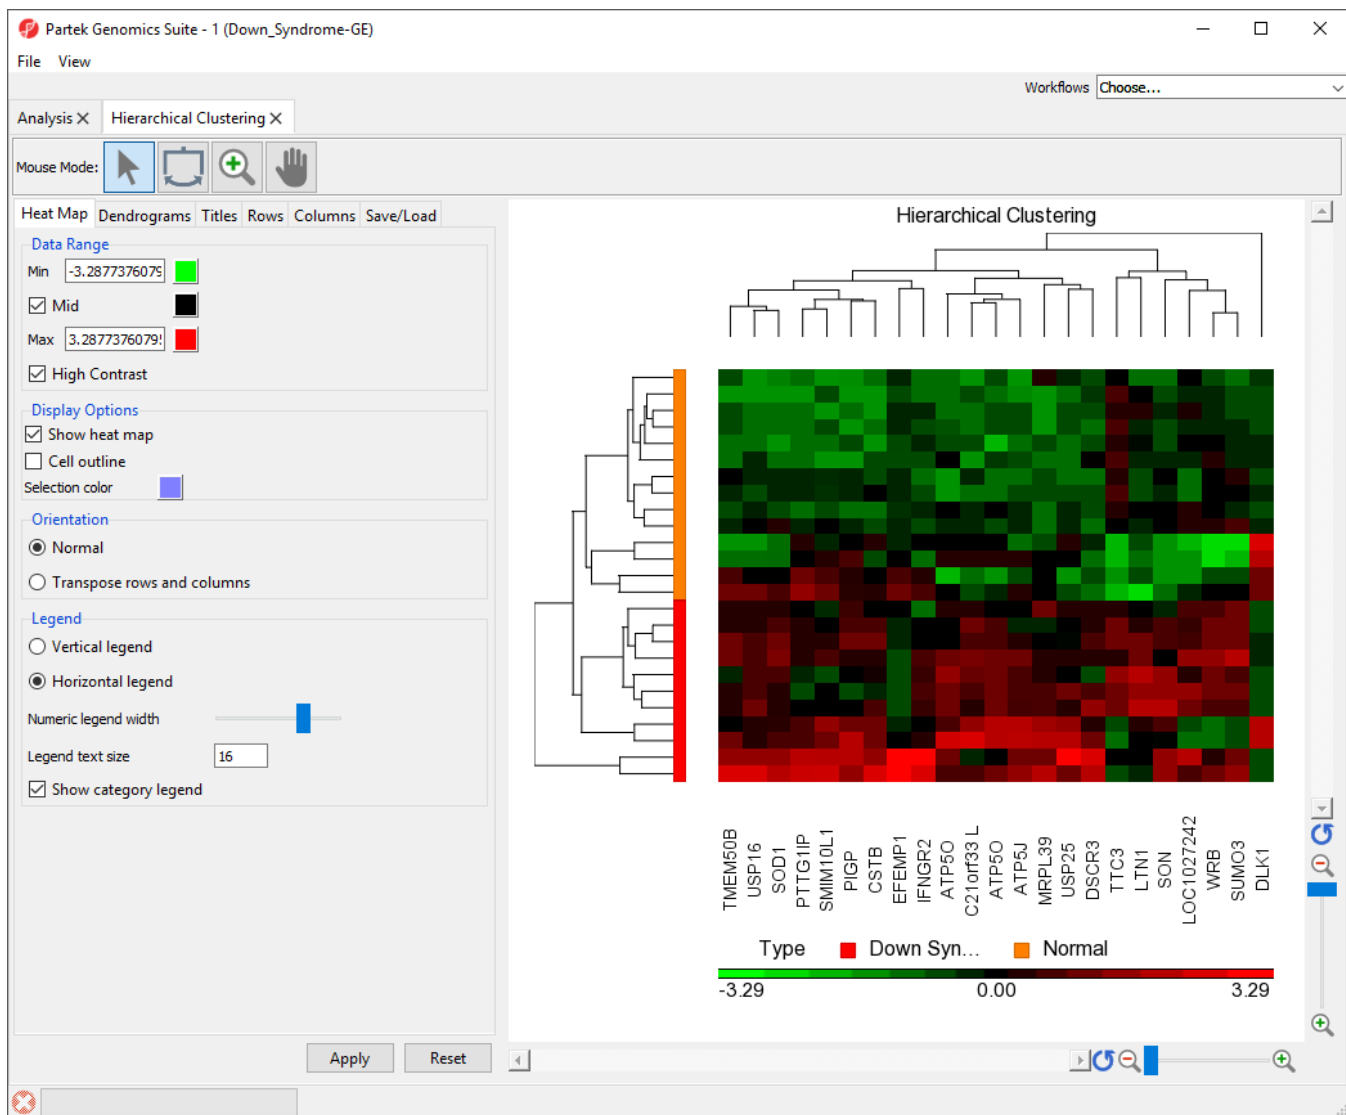 Partek Genomics Suite - 1 (Down_Syndrome-GE)
File View
Workflows Choose...
Analysis Hierarchical Clustering
Mouse Mode:
Heat Map Dendrograms Titles Rows Columns Save/Load
Data Range
Min -3.2877376079
Mid
Max 3.287737607
High Contrast
Display Options
Show heat map
Cell outline
Selection color
Orientation
Normal
Transpose rows and columns
Legend
Vertical legend
Horizontal legend
Numeric legend width
Legend text size 16
Show category legend
Apply Reset
Hierarchical Clustering
TMEM50B
USP16
SOD1
PTTG1IP
SMIM10L1
PIGP
CSTB
EFEMP1
IFNGR2
ATP5O
C21orf33 L
ATP5O
ATP5J
MRPL39
USP25
DSCR3
TTC3
LTN1
SON
LOC1027242
WRB
SUMO3
DLK1
Type Down Syn... Normal
-3.29 0.00 3.29